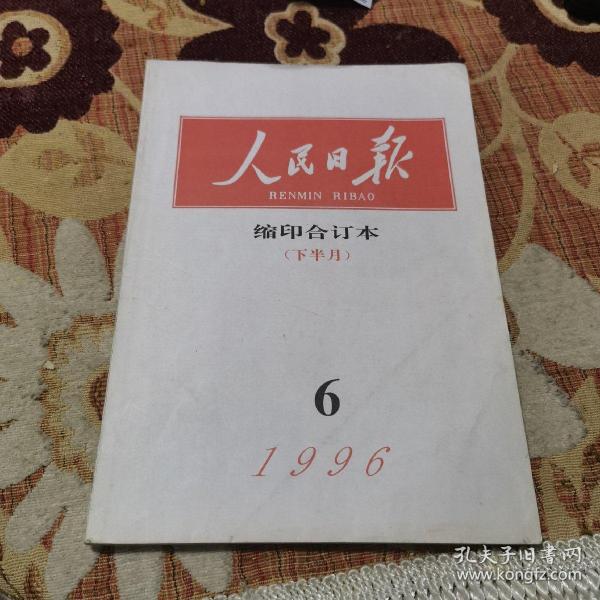 人民日报
RENMIN RIBAO
缩印合订本
(下半月)
6
1996
孔夫子旧书网
www.kongfz.com